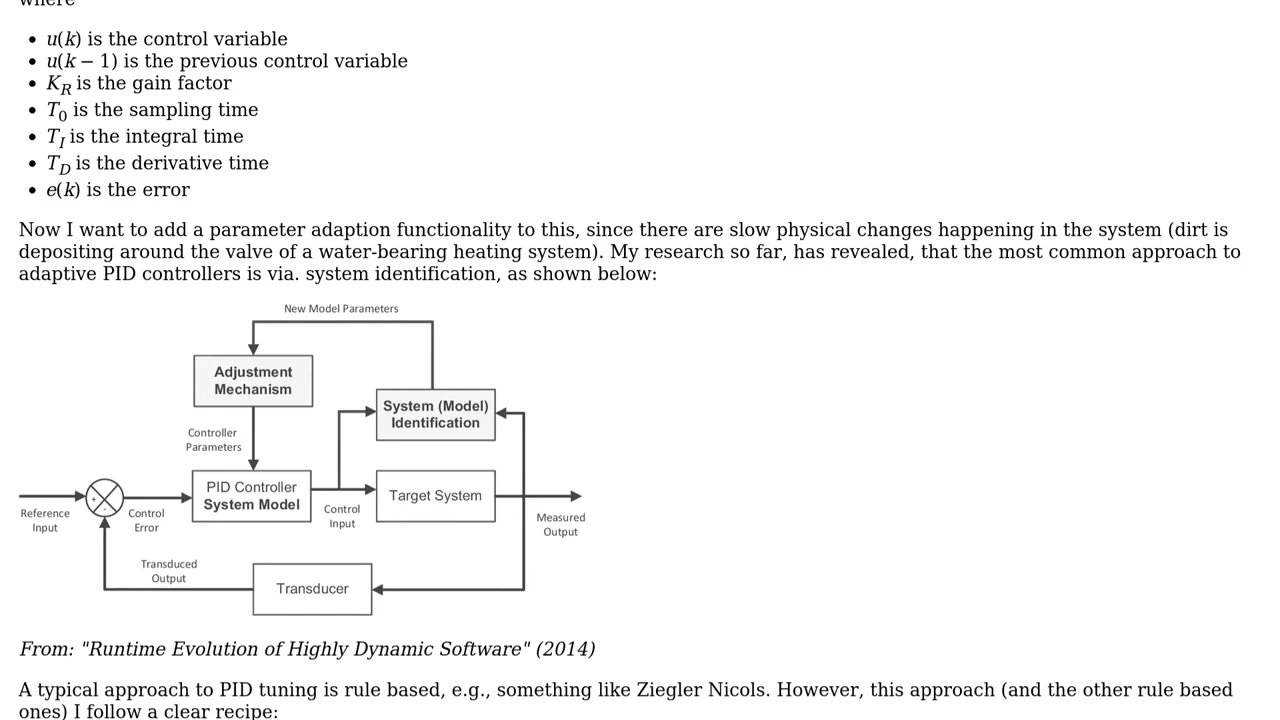 where
• u(k) is the control variable
• u(k − 1) is the previous control variable
• K_R is the gain factor
• T_0 is the sampling time
• T_I is the integral time
• T_D is the derivative time
• e(k) is the error
Now I want to add a parameter adaption functionality to this, since there are slow physical changes happening in the system (dirt is
depositing around the valve of a water-bearing heating system). My research so far, has revealed, that the most common approach to
adaptive PID controllers is via. system identification, as shown below:
New Model Parameters
Adjustment
Mechanism
System (Model)
Identification
Controller
Parameters
PID Controller
System Model
Target System
+
-
Reference
Input
Control
Error
Control
Input
Measured
Output
Transduced
Output
Transducer
From: "Runtime Evolution of Highly Dynamic Software" (2014)
A typical approach to PID tuning is rule based, e.g., something like Ziegler Nicols. However, this approach (and the other rule based
ones) I follow a clear recipe: